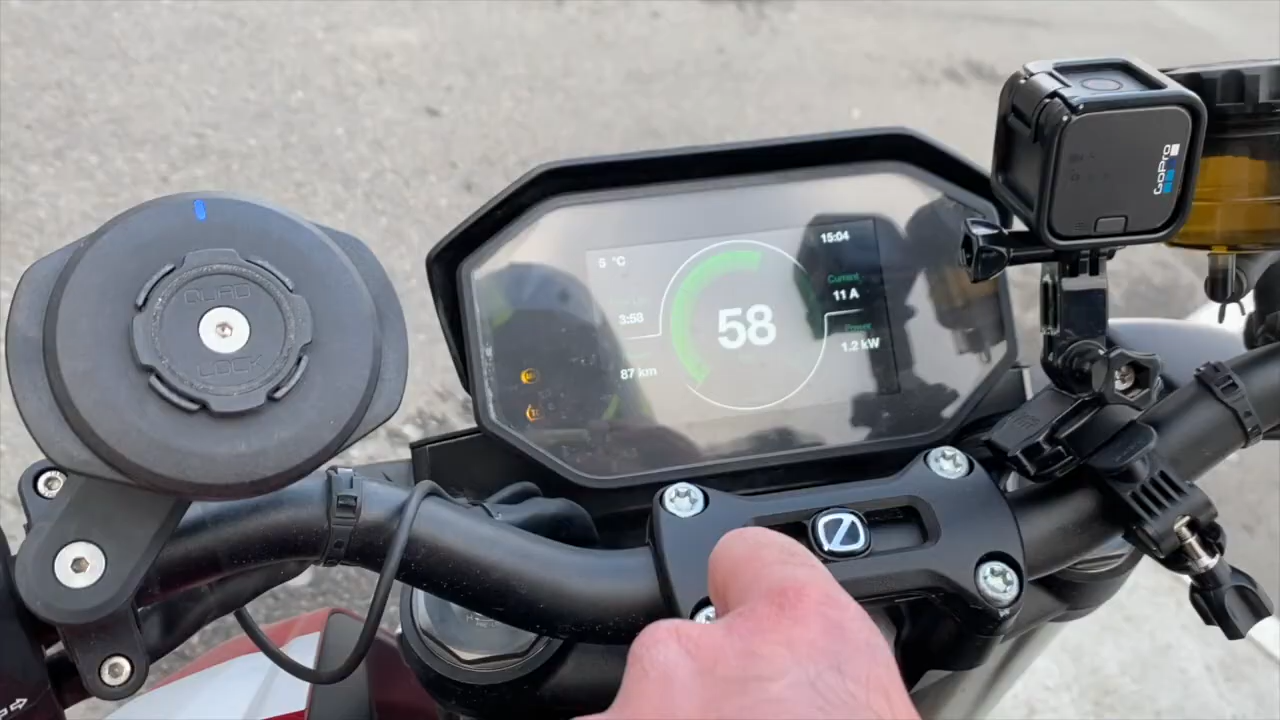 GoPro
15:04
5 °C
Current
11 A
3:58
58
Power
1.2 kW
87 km
QUAD
LOCK